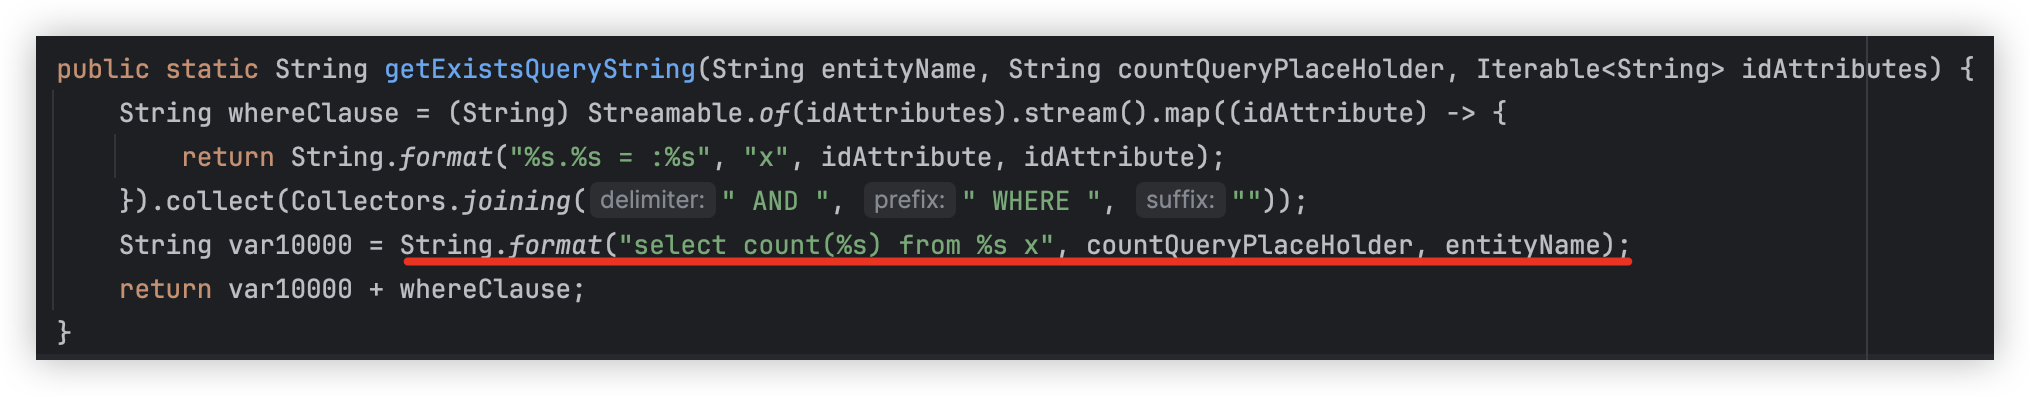 public static String getExistsQueryString(String entityName, String countQueryPlaceHolder, Iterable<String> idAttributes) {
    String whereClause = (String) Streamable.of(idAttributes).stream().map((idAttribute) -> {
        return String.format("%s.%s = :%s", "x", idAttribute, idAttribute);
    }).collect(Collectors.joining( delimiter: " AND ", prefix: " WHERE ", suffix: ""));
    String var10000 = String.format("select count(%s) from %s x", countQueryPlaceHolder, entityName);
    return var10000 + whereClause;
}